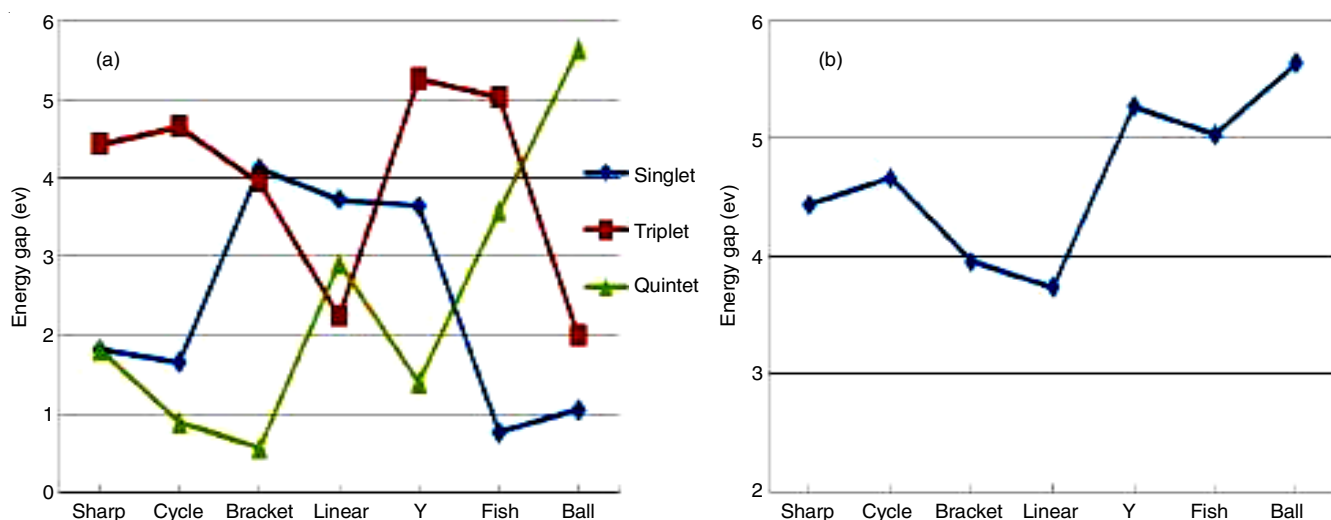 (a)
Energy gap (ev)
6
5
4
3
2
1
0
Sharp Cycle Bracket Linear Y Fish Ball
Singlet
Triplet
Quintet
(b)
Energy gap (ev)
6
5
4
3
2
Sharp Cycle Bracket Linear Y Fish Ball